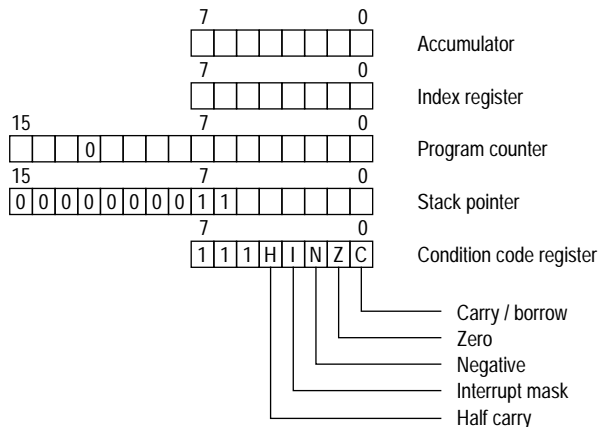 7 0
Accumulator
7 0
Index register
15 7 0
0 Program counter
15 7 0
0 0 0 0 0 0 0 0 1 1 Stack pointer
7 0
1 1 1 H I N Z C Condition code register
Carry / borrow
Zero
Negative
Interrupt mask
Half carry